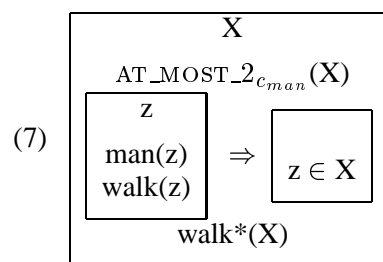 X
AT_MOST_2c_man(X)
z
(7) man(z) ⇒ z ∈ X
walk(z)
walk*(X)